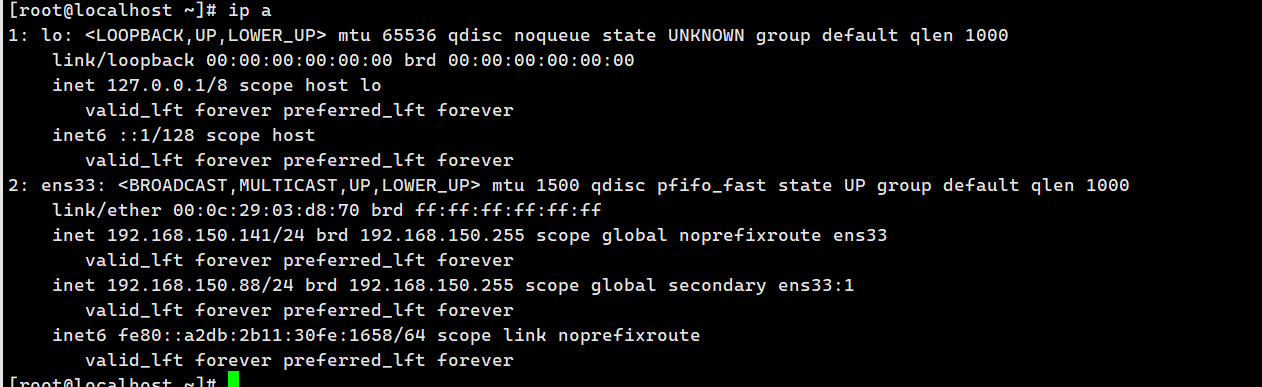 [root@localhost ~]# ip a
1: lo: <LOOPBACK,UP,LOWER_UP> mtu 65536 qdisc noqueue state UNKNOWN group default qlen 1000
    link/loopback 00:00:00:00:00:00 brd 00:00:00:00:00:00
    inet 127.0.0.1/8 scope host lo
       valid_lft forever preferred_lft forever
    inet6 ::1/128 scope host
       valid_lft forever preferred_lft forever
2: ens33: <BROADCAST,MULTICAST,UP,LOWER_UP> mtu 1500 qdisc pfifo_fast state UP group default qlen 1000
    link/ether 00:0c:29:03:d8:70 brd ff:ff:ff:ff:ff:ff
    inet 192.168.150.141/24 brd 192.168.150.255 scope global noprefixroute ens33
       valid_lft forever preferred_lft forever
    inet 192.168.150.88/24 brd 192.168.150.255 scope global secondary ens33:1
       valid_lft forever preferred_lft forever
    inet6 fe80::a2db:2b11:30fe:1658/64 scope link noprefixroute
       valid_lft forever preferred_lft forever
[root@localhost ~]#